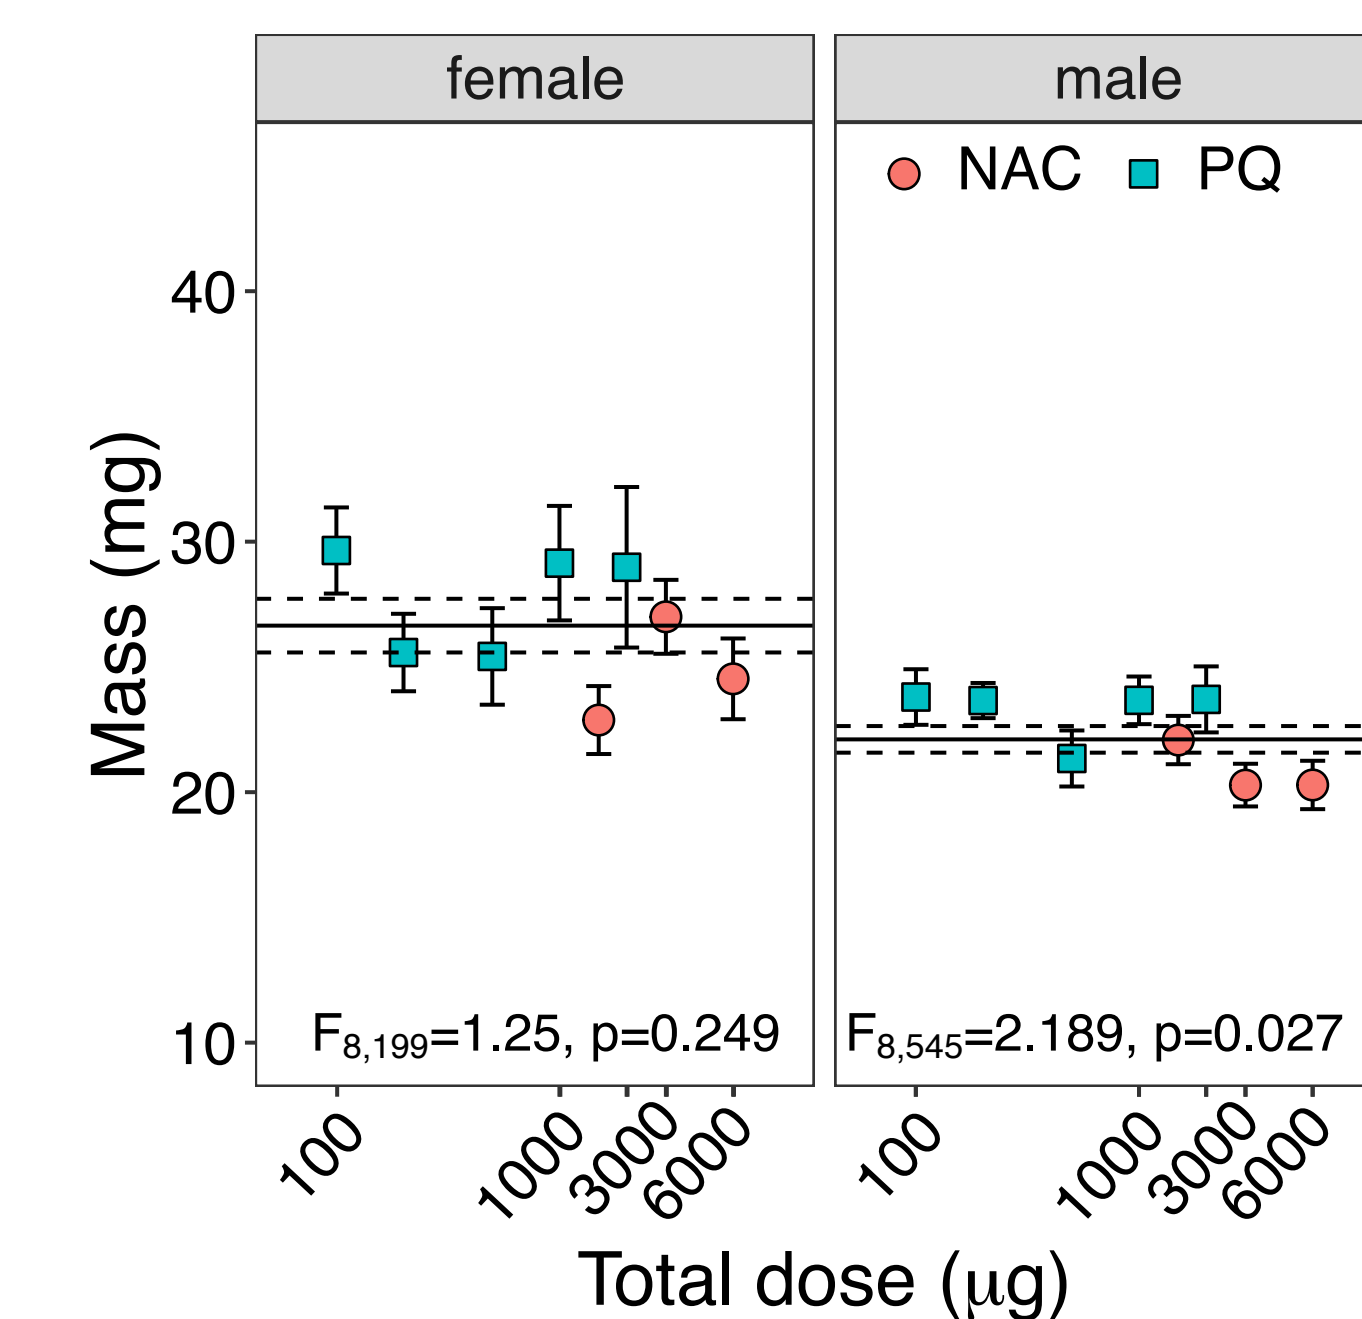 female
male
NAC PQ
40
30
20
10
Mass (mg)
F8,199=1.25, p=0.249
F8,545=2.189, p=0.027
100 1000 3000 6000
100 1000 3000 6000
Total dose (μg)